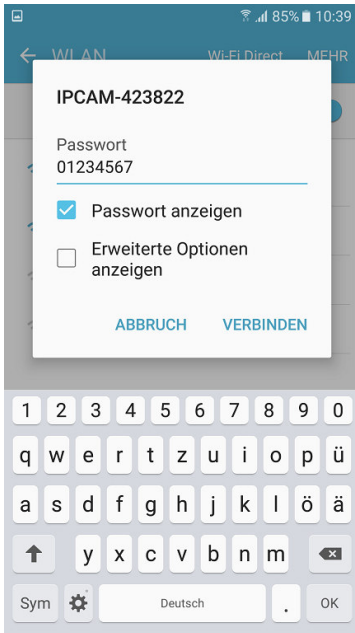 85% 10:39
WLAN Wi-Fi Direct MEHR
IPCAM-423822
Passwort
01234567
Passwort anzeigen
Erweiterte Optionen
anzeigen
ABBRUCH VERBINDEN
1 2 3 4 5 6 7 8 9 0
q w e r t z u i o p ü
a s d f g h j k l ö ä
y x c v b n m
Sym Deutsch . OK